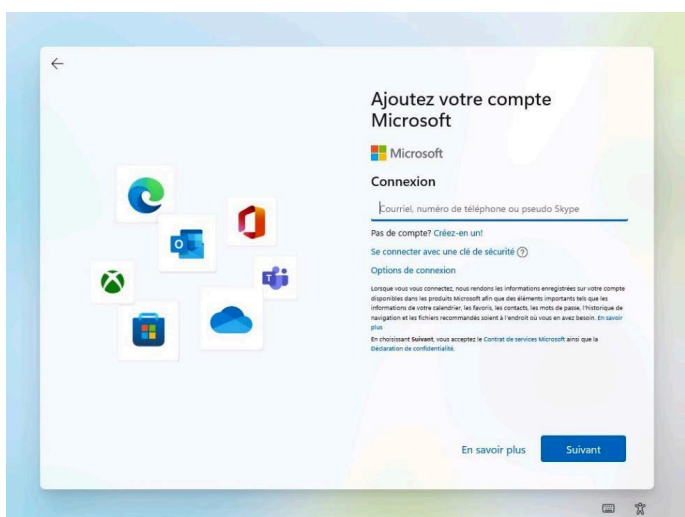 Ajoutez votre compte
Microsoft
Microsoft
Connexion
Courriel, numéro de téléphone ou pseudo Skype
Pas de compte? Créez-en un!
Se connecter avec une clé de sécurité
Options de connexion
Lorsque vous vous connectez, nous rendons les informations enregistrées sur votre compte
disponibles dans les produits Microsoft afin que des éléments importants tels que les
informations de votre calendrier, les favoris, les contacts, les mots de passe, l'historique de
navigation et les fichiers recommandés soient à l'endroit où vous en avez besoin. En savoir
plus
En choisissant Suivant, vous acceptez le Contrat de services Microsoft ainsi que la
Déclaration de confidentialité.
En savoir plus
Suivant